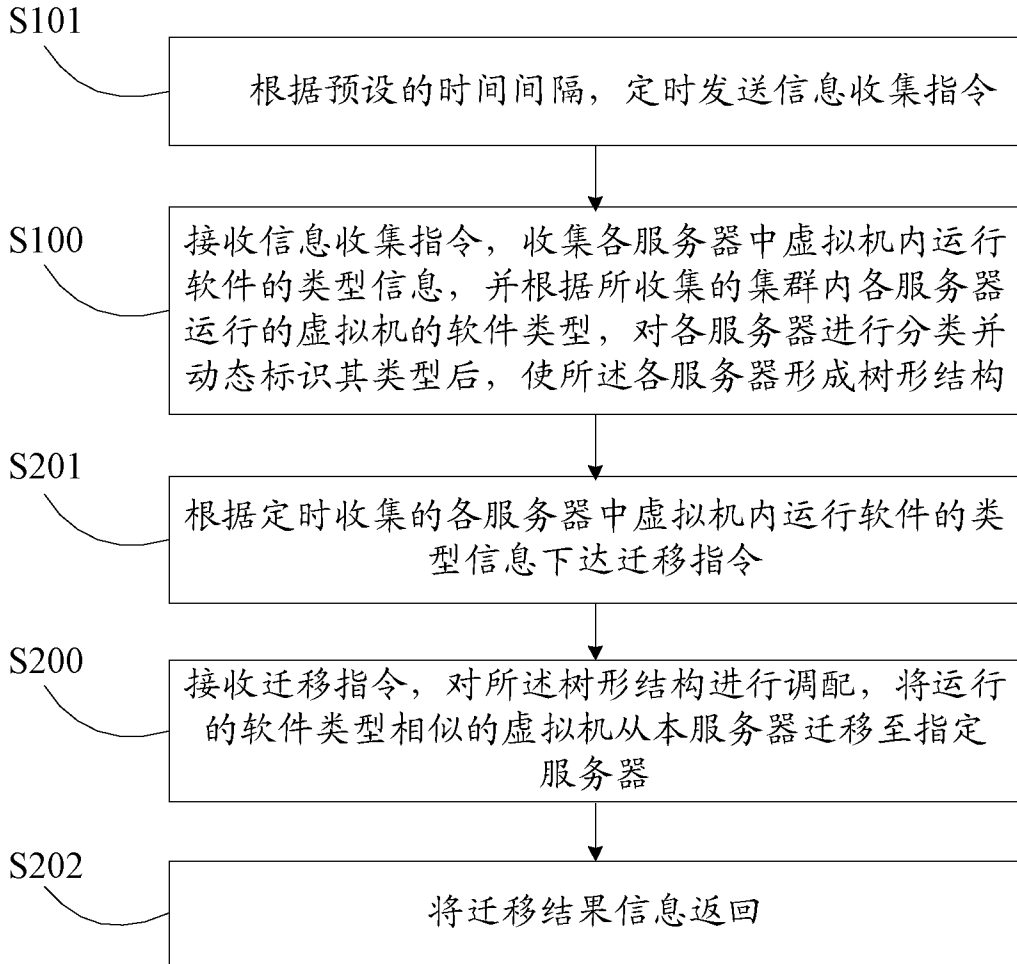 S101
根据预设的时间间隔，定时发送信息收集指令
S100
接收信息收集指令，收集各服务器中虚拟机内运行
软件的类型信息，并根据所收集的集群内各服务器
运行的虚拟机的软件类型，对各服务器进行分类并
动态标识其类型后，使所述各服务器形成树形结构
S201
根据定时收集的各服务器中虚拟机内运行软件的类
型信息下达迁移指令
S200
接收迁移指令，对所述树形结构进行调配，将运行
的软件类型相似的虚拟机从本服务器迁移至指定
服务器
S202
将迁移结果信息返回